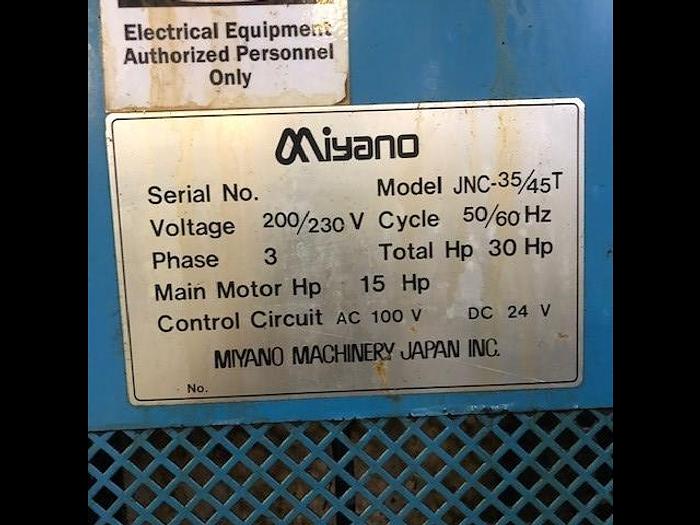 Electrical Equipment
Authorized Personnel
Only
Miyano
Serial No. Model JNC-35/45T
Voltage 200/230 V Cycle 50/60 Hz
Phase 3 Total Hp 30 Hp
Main Motor Hp 15 Hp
Control Circuit AC 100 V DC 24 V
MIYANO MACHINERY JAPAN INC.
No.